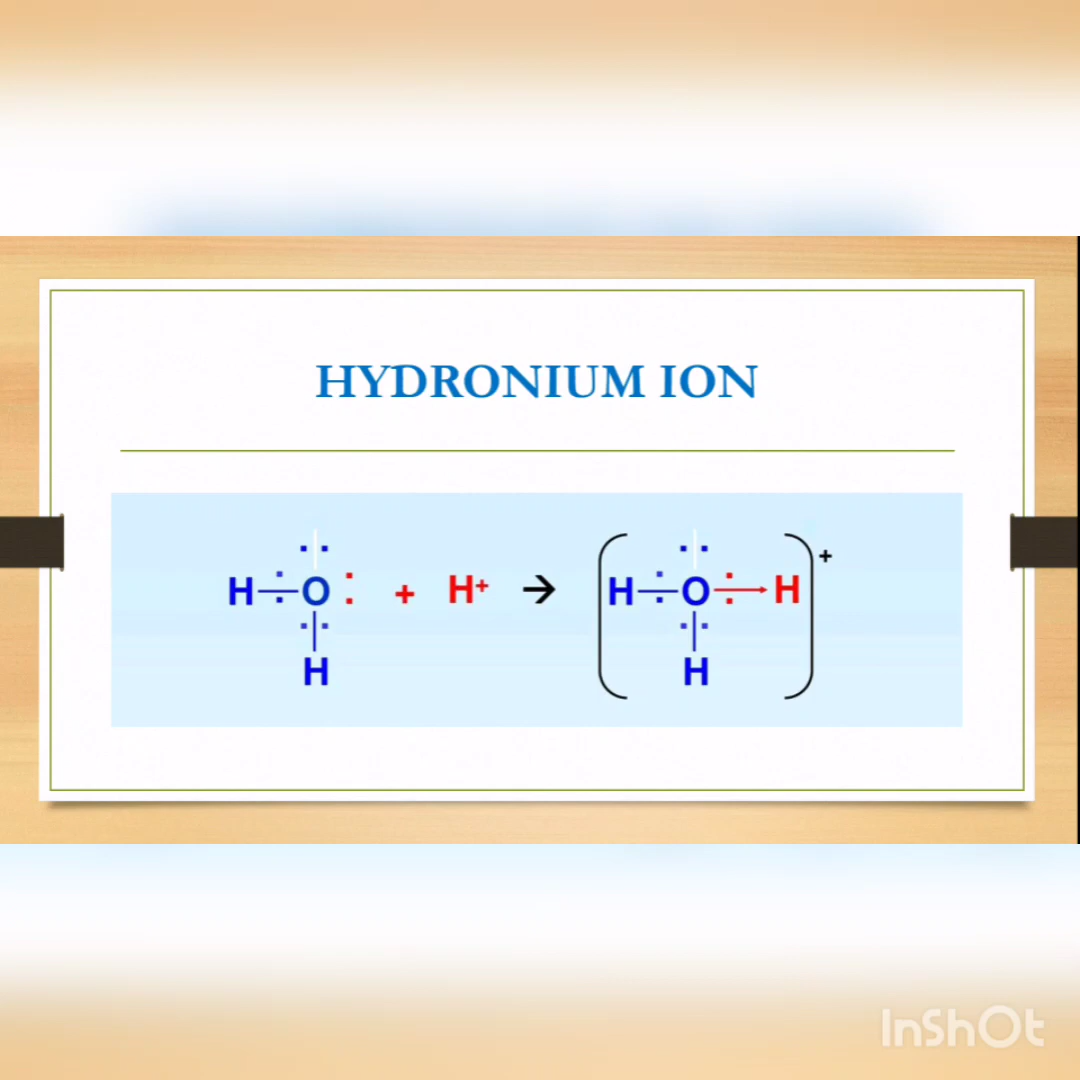 HYDRONIUM ION
H O : + H+ → ( H O : H )+
H H
InShOt